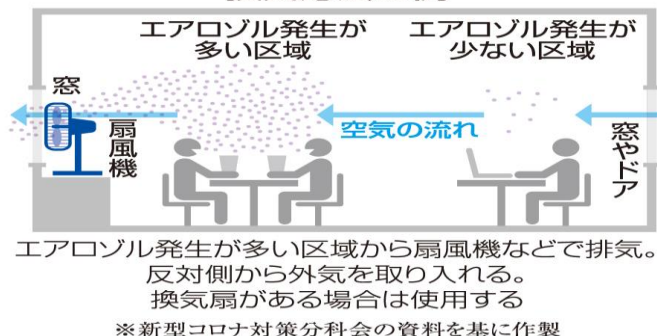 エアロゾル発生が
多い区域
エアロゾル発生が
少ない区域
窓
扇風機
空気の流れ
窓やドア
エアロゾル発生が多い区域から扇風機などで排気。
反対側から外気を取り入れる。
換気扇がある場合は使用する
※新型コロナ対策分科会の資料を基に作製